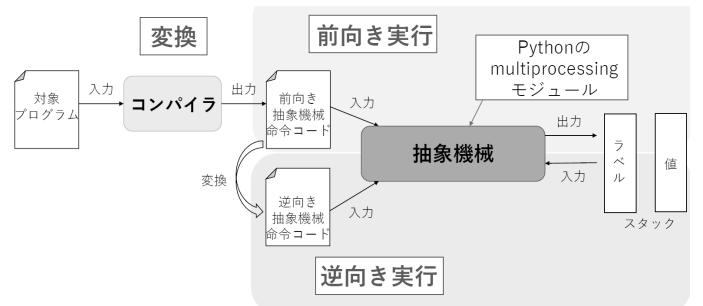 変換
前向き実行
Pythonの
multiprocessing
モジュール
対象
プログラム
入力
コンパイラ
出力
前向き
抽象機械
命令コード
入力
抽象機械
出力
入力
ラベル
値
スタック
変換
逆向き
抽象機械
命令コード
入力
逆向き実行